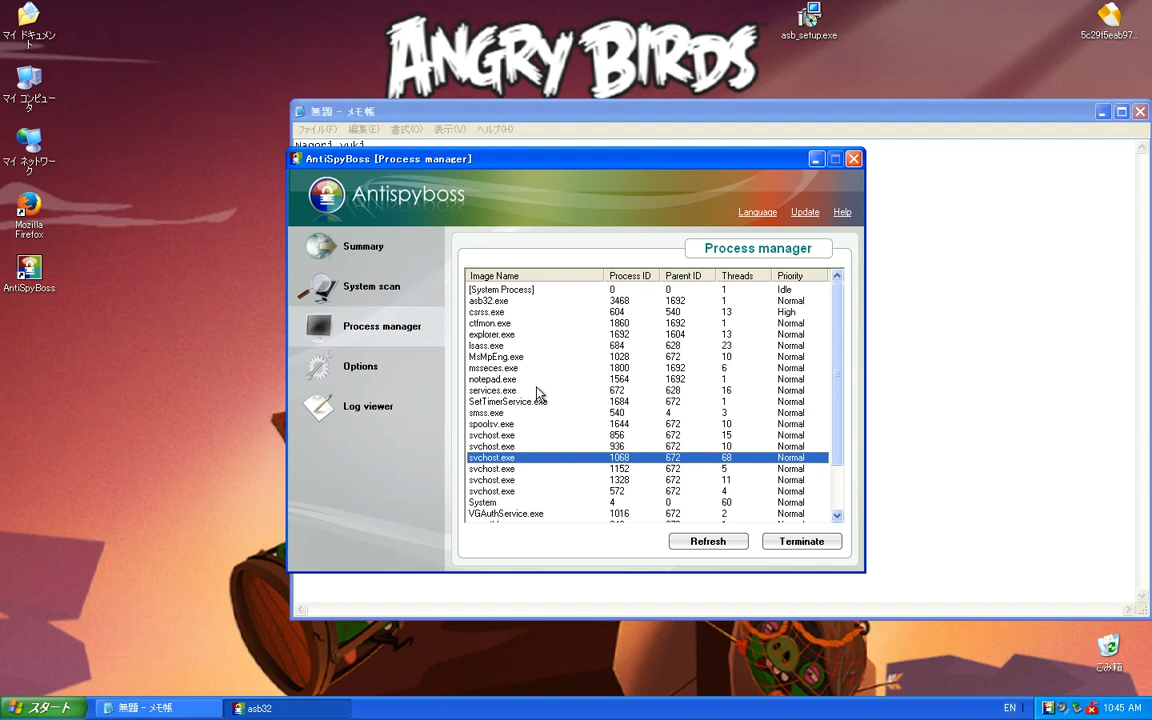 マイ ドキュメント
マイ コンピュータ
マイ ネットワーク
Mozilla Firefox
AntiSpyBoss
ANGRY BIRDS
asb_setup.exe
5c29f5eab97...
無題 - メモ帳
ファイル(F) 編集(E) 書式(O) 表示(V) ヘルプ(H)
Nagori yuki
AntiSpyBoss [Process manager]
Antispyboss
Language Update Help
Summary
System scan
Process manager
Options
Log viewer
Process manager
Image Name Process ID Parent ID Threads Priority
[System Process] 0 0 1 Idle
asb32.exe 3468 1692 1 Normal
csrss.exe 604 540 13 High
ctfmon.exe 1860 1692 1 Normal
explorer.exe 1692 1604 13 Normal
lsass.exe 684 628 23 Normal
MsMpEng.exe 1028 672 10 Normal
msseces.exe 1800 1692 6 Normal
notepad.exe 1564 1692 1 Normal
services.exe 672 628 16 Normal
SetTimerService.exe 1684 672 1 Normal
smss.exe 540 4 3 Normal
spoolsv.exe 1644 672 10 Normal
svchost.exe 856 672 15 Normal
svchost.exe 936 672 10 Normal
svchost.exe 1068 672 68 Normal
svchost.exe 1152 672 5 Normal
svchost.exe 1328 672 11 Normal
svchost.exe 572 672 4 Normal
System 4 0 60 Normal
VGAuthService.exe 1016 672 2 Normal
Refresh Terminate
ごみ箱
スタート 無題 - メモ帳 asb32 EN 10:45 AM